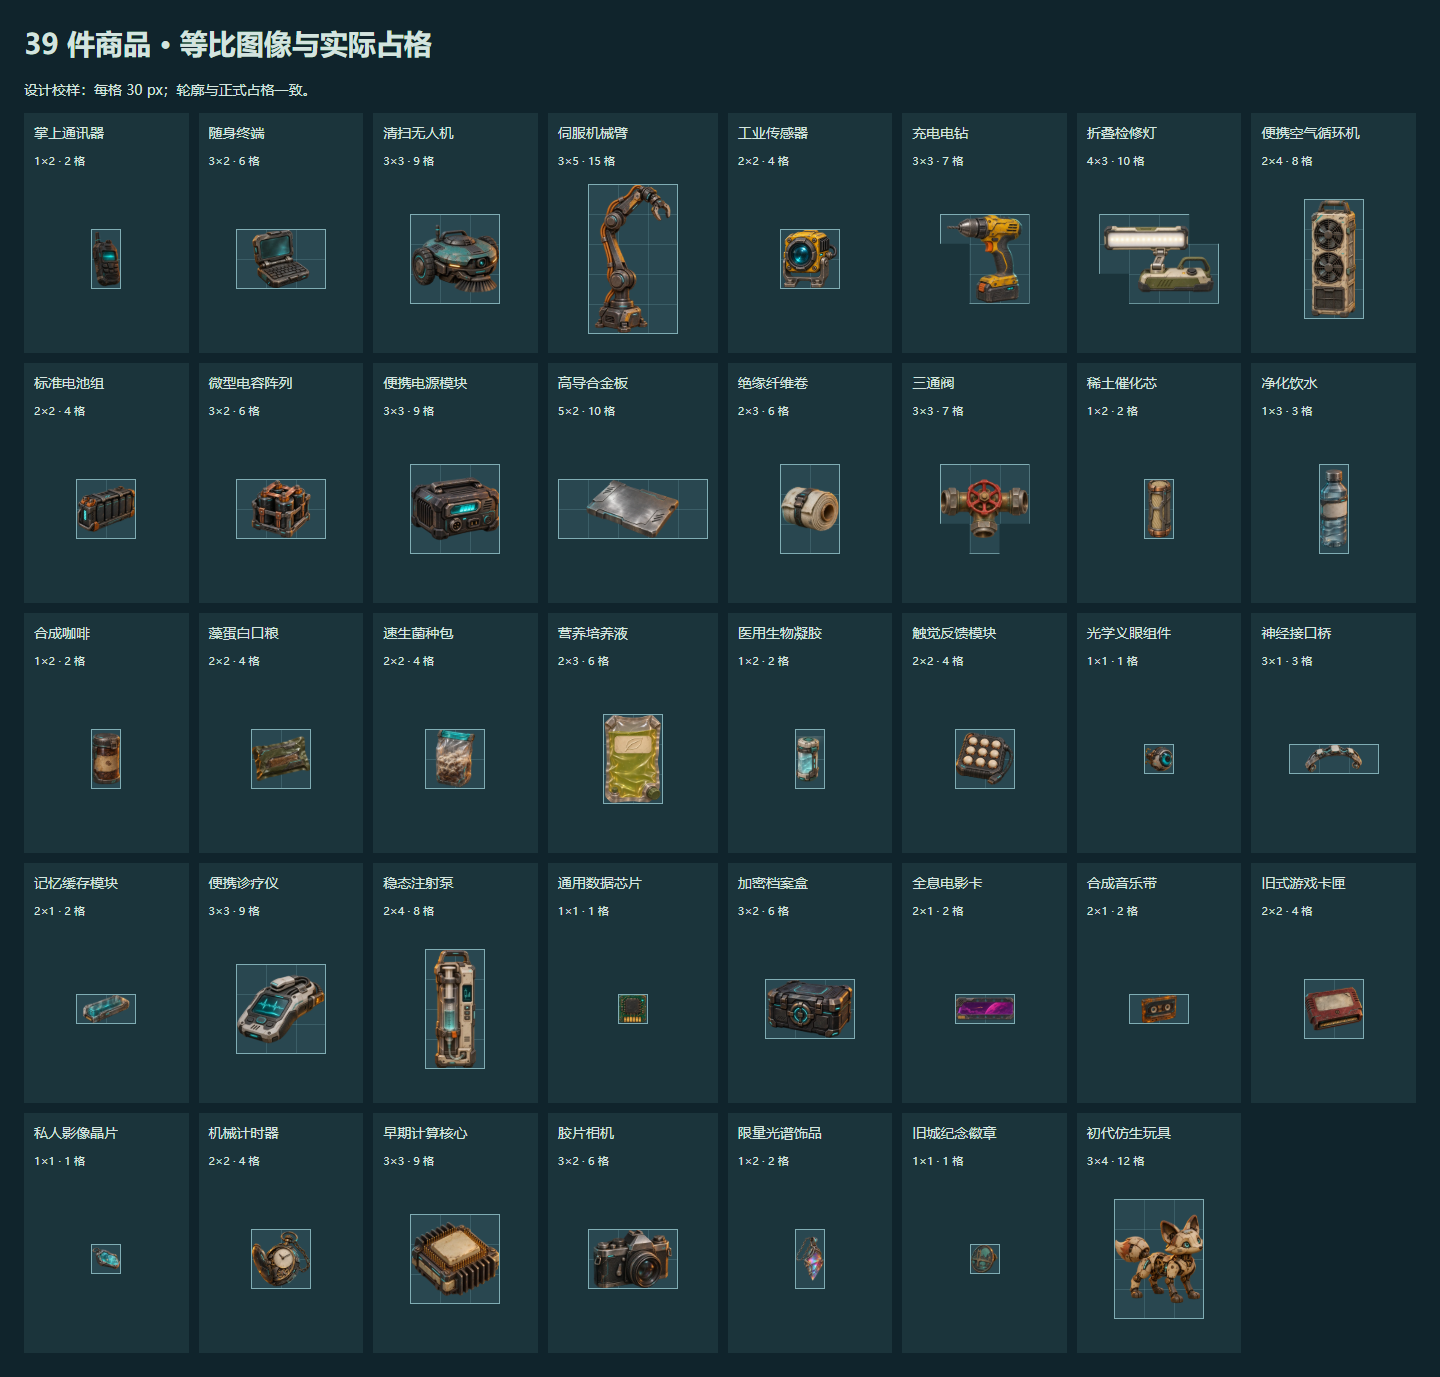 39 件商品 · 等比图像与实际占格
设计校样：每格 30 px；轮廓与正式占格一致。
掌上通讯器
1×2 · 2 格
随身终端
3×2 · 6 格
清扫无人机
3×3 · 9 格
伺服机械臂
3×5 · 15 格
工业传感器
2×2 · 4 格
充电电钻
3×3 · 7 格
折叠检修灯
4×3 · 10 格
便携空气循环机
2×4 · 8 格
标准电池组
2×2 · 4 格
微型电容阵列
3×2 · 6 格
便携电源模块
3×3 · 9 格
高导合金板
5×2 · 10 格
绝缘纤维卷
2×3 · 6 格
三通阀
3×3 · 7 格
稀土催化芯
1×2 · 2 格
净化饮水
1×3 · 3 格
合成咖啡
1×2 · 2 格
藻蛋白口粮
2×2 · 4 格
速生菌种包
2×2 · 4 格
营养培养液
2×3 · 6 格
医用生物凝胶
1×2 · 2 格
触觉反馈模块
2×2 · 4 格
光学义眼组件
1×1 · 1 格
神经接口桥
3×1 · 3 格
记忆缓存模块
2×1 · 2 格
便携诊疗仪
3×3 · 9 格
稳态注射泵
2×4 · 8 格
通用数据芯片
1×1 · 1 格
加密档案盒
3×2 · 6 格
全息电影卡
2×1 · 2 格
合成音乐带
2×1 · 2 格
旧式游戏卡匣
2×2 · 4 格
私人影像晶片
1×1 · 1 格
机械计时器
2×2 · 4 格
早期计算核心
3×3 · 9 格
胶片相机
3×2 · 6 格
限量光谱饰品
1×2 · 2 格
旧城纪念徽章
1×1 · 1 格
初代仿生玩具
3×4 · 12 格